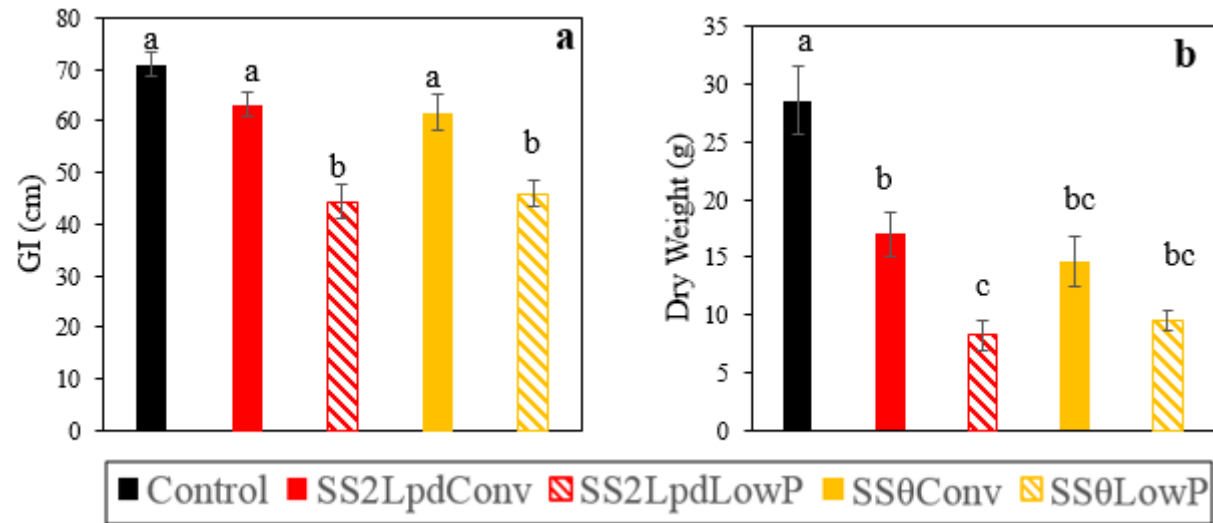 a
80
70
60
50
40
30
20
10
0
GI (cm)
a
a
b
a
b
b
35
30
25
20
15
10
5
0
Dry Weight (g)
a
b
c
bc
bc
Control SS2LpdConv SS2LpdLowP SSθConv SSθLowP